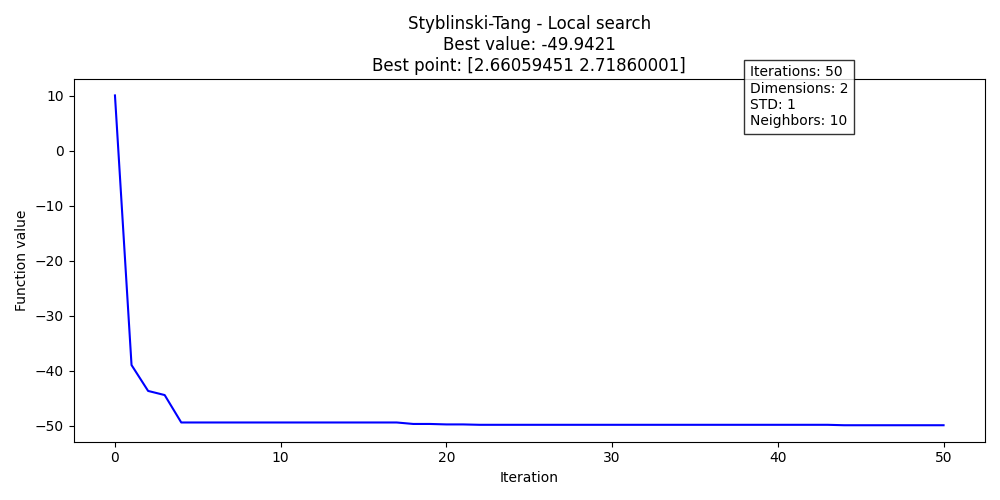 Styblinski-Tang - Local search
Best value: -49.9421
Best point: [2.66059451 2.71860001]
Iterations: 50
Dimensions: 2
STD: 1
Neighbors: 10
10
0
−10
−20
−30
−40
−50
Function value
0 10 20 30 40 50
Iteration